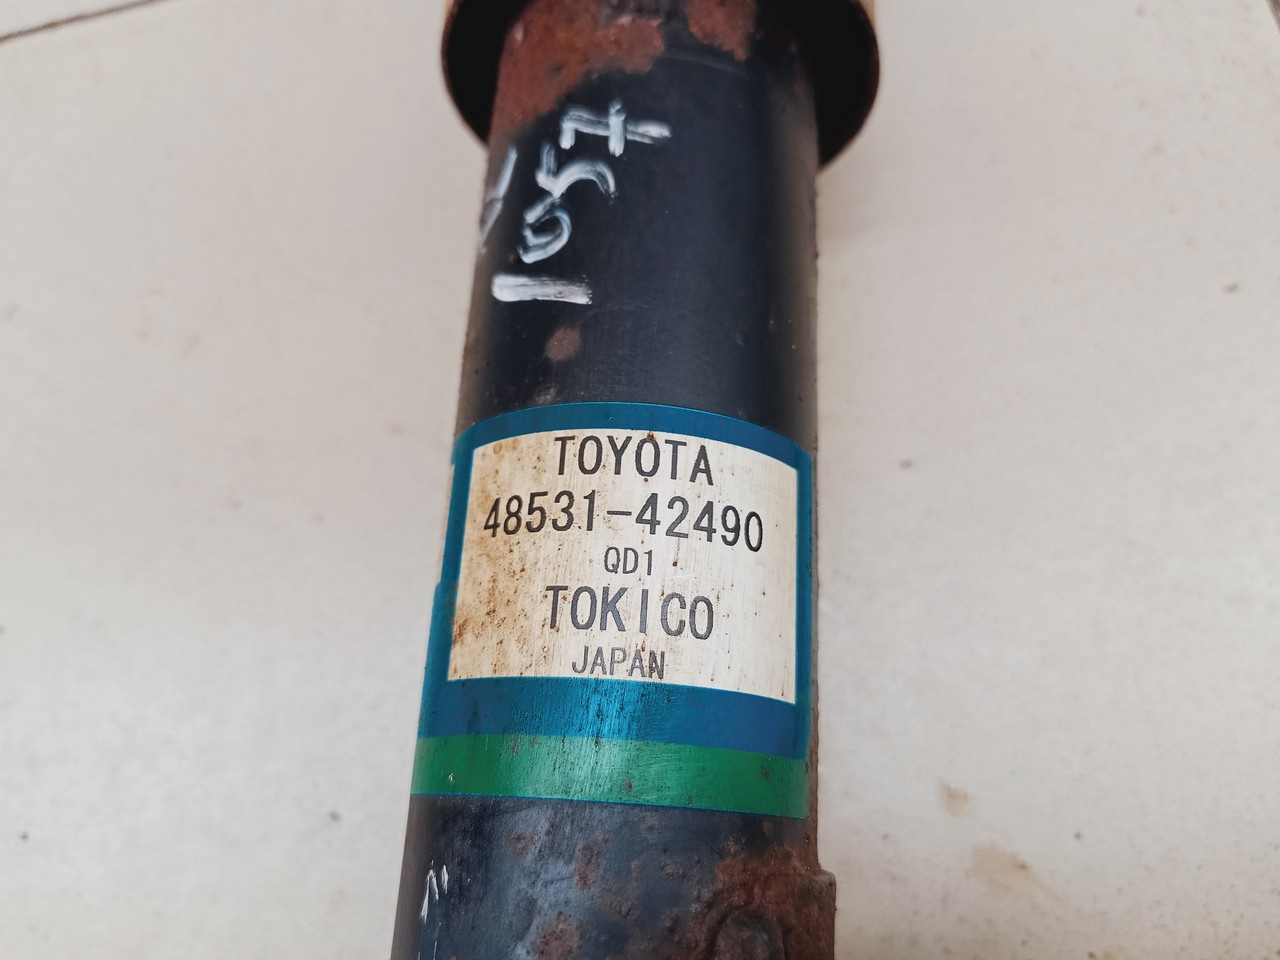 TOYOTA
48531-42490
QD1
TOKICO
JAPAN